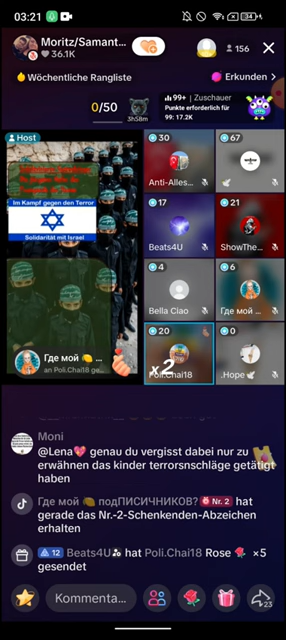 03:21
Moritz/Samant...
36.1K
156
Wöchentliche Rangliste
Erkunden >
0/50
3h58m
99+ | Zuschauer
Punkte erforderlich für
99: 17.2K
Host
30
67
Anti-Alles...
Im Kampf gegen den Terror
Solidarität mit Israel
17
21
Beats4U
ShowThe...
4
6
Bella Ciao
Где мой ...
20
0
x2
Poli.Chai18
.Hope
Где мой 🍋 ...
an Poli.Chai18 ge...
Moni
@Lena💖 genau du vergisst dabei nur zu
erwähnen das kinder terrorsnschläge getätigt
haben
Где мой 🍋 подПИСИЧНИКОВ? Nr. 2 hat
gerade das Nr.-2-Schenkenden-Abzeichen
erhalten
12 Beats4U hat Poli.Chai18 Rose 🌹 ×5
gesendet
Kommenta...
23